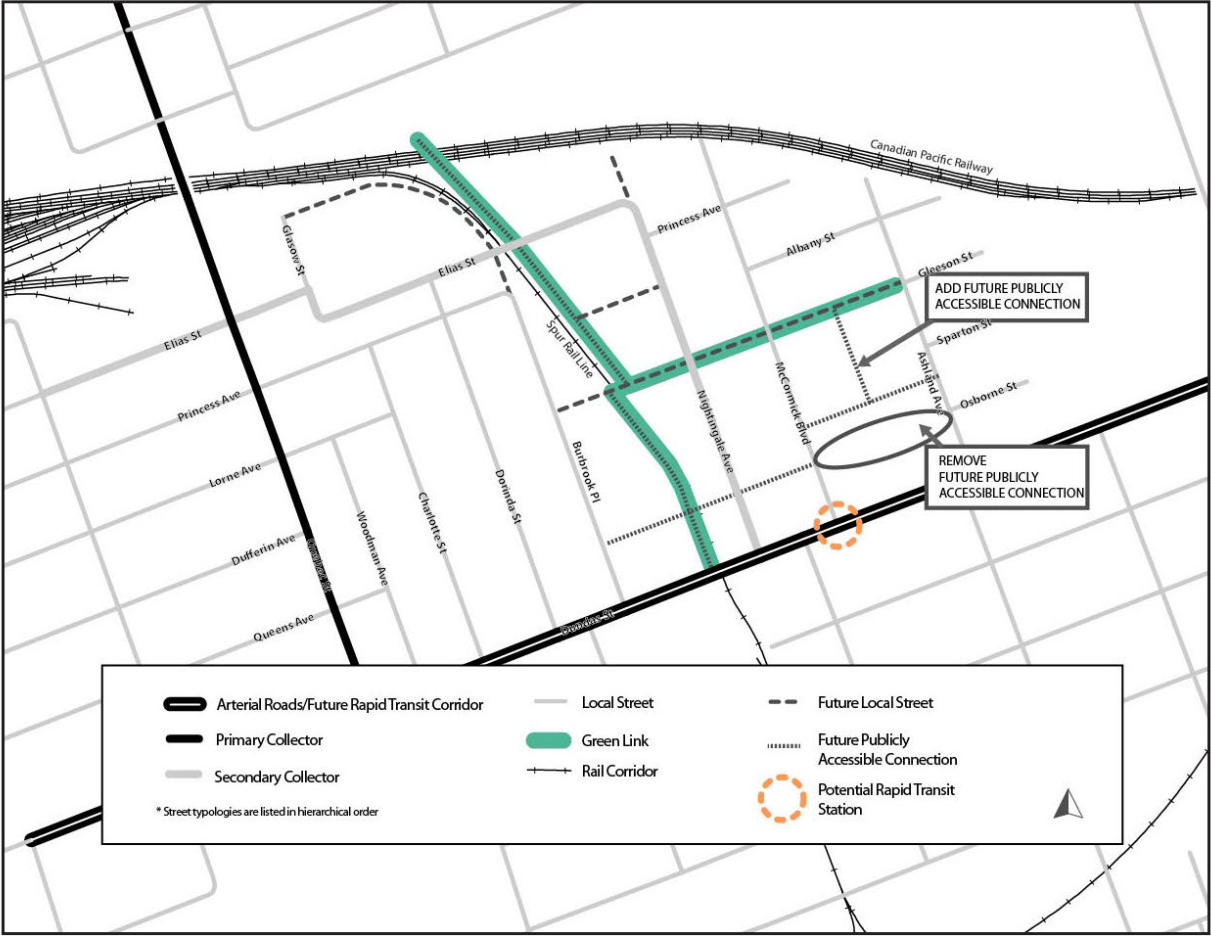 Canadian Pacific Railway
Princess Ave
Glasow St
Albany St
Elias St
Gleeson St
ADD FUTURE PUBLICLY
ACCESSIBLE CONNECTION
Elias St
Spur Rail Line
Sparton St
Ashland Ave
McCormick Blvd
Princess Ave
Nightingale Ave
Osborne St
Burbrook Pl
REMOVE
FUTURE PUBLICLY
ACCESSIBLE CONNECTION
Lorne Ave
Dorinda St
Charlotte St
Woodman Ave
Dufferin Ave
Queens Ave
Dundas St
Arterial Roads/Future Rapid Transit Corridor
Primary Collector
Secondary Collector
* Street typologies are listed in hierarchical order
Local Street
Green Link
Rail Corridor
Future Local Street
Future Publicly
Accessible Connection
Potential Rapid Transit
Station